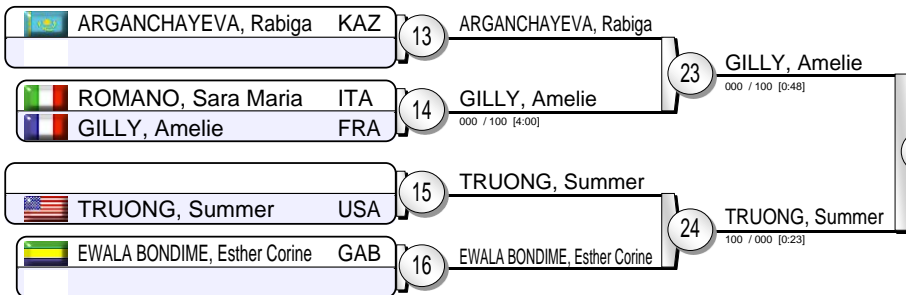 ARGANCHAYEVA, Rabiga KAZ
13
ARGANCHAYEVA, Rabiga
ROMANO, Sara Maria ITA
GILLY, Amelie FRA
14
GILLY, Amelie
000 / 100 [4:00]
23
GILLY, Amelie
000 / 100 [0:48]
TRUONG, Summer USA
15
TRUONG, Summer
EWALA BONDIME, Esther Corine GAB
16
EWALA BONDIME, Esther Corine
24
TRUONG, Summer
100 / 000 [0:23]